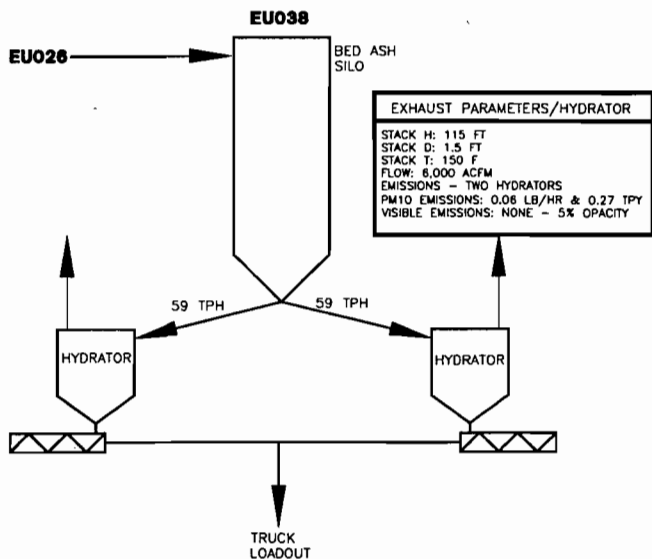 EU038
EU026
BED ASH
SILO
EXHAUST PARAMETERS/HYDRATOR
STACK H: 115 FT
STACK D: 1.5 FT
STACK T: 150 F
FLOW: 6,000 ACFM
EMISSIONS – TWO HYDRATORS
PM10 EMISSIONS: 0.06 LB/HR & 0.27 TPY
VISIBLE EMISSIONS: NONE – 5% OPACITY
59 TPH
59 TPH
HYDRATOR
HYDRATOR
TRUCK
LOADOUT